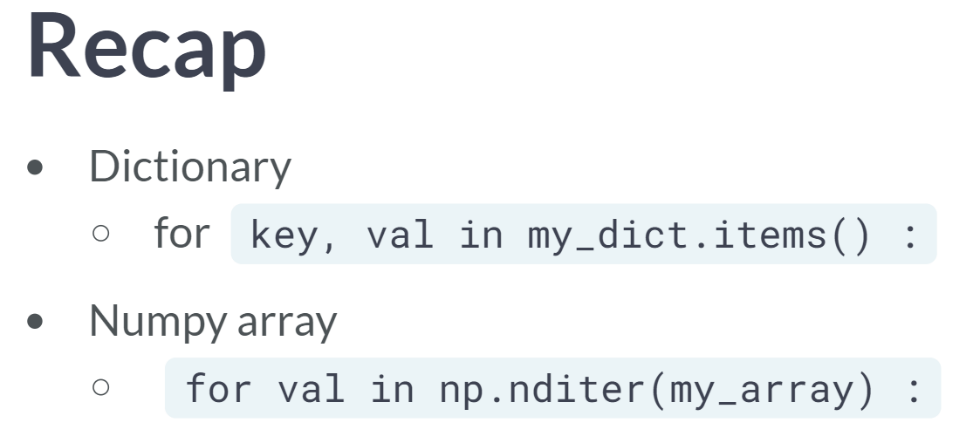 Recap
• Dictionary
○ for key, val in my_dict.items() :
• Numpy array
○ for val in np.nditer(my_array) :